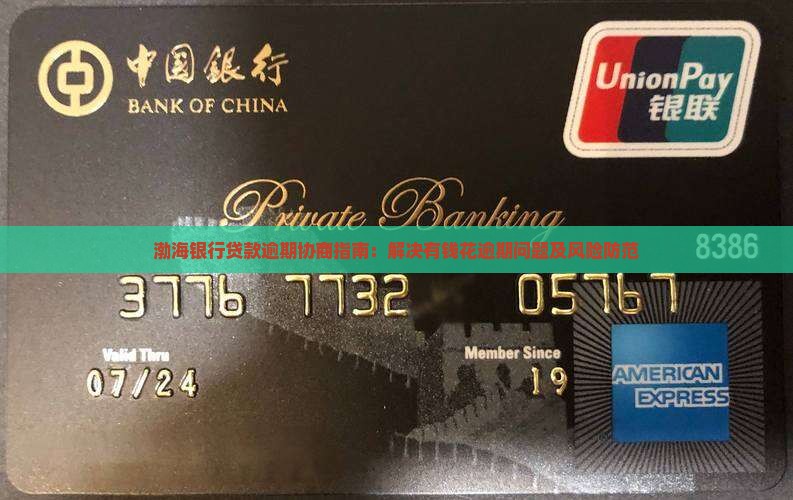 中国银行
BANK OF CHINA
UnionPay
银联
Private Banking
渤海银行贷款逾期协商指南：解决有钱花逾期问题及风险防范
8386
3776 7732 05767
Valid Thru
Member Since
07/24
19
AMERICAN
EXPRESS